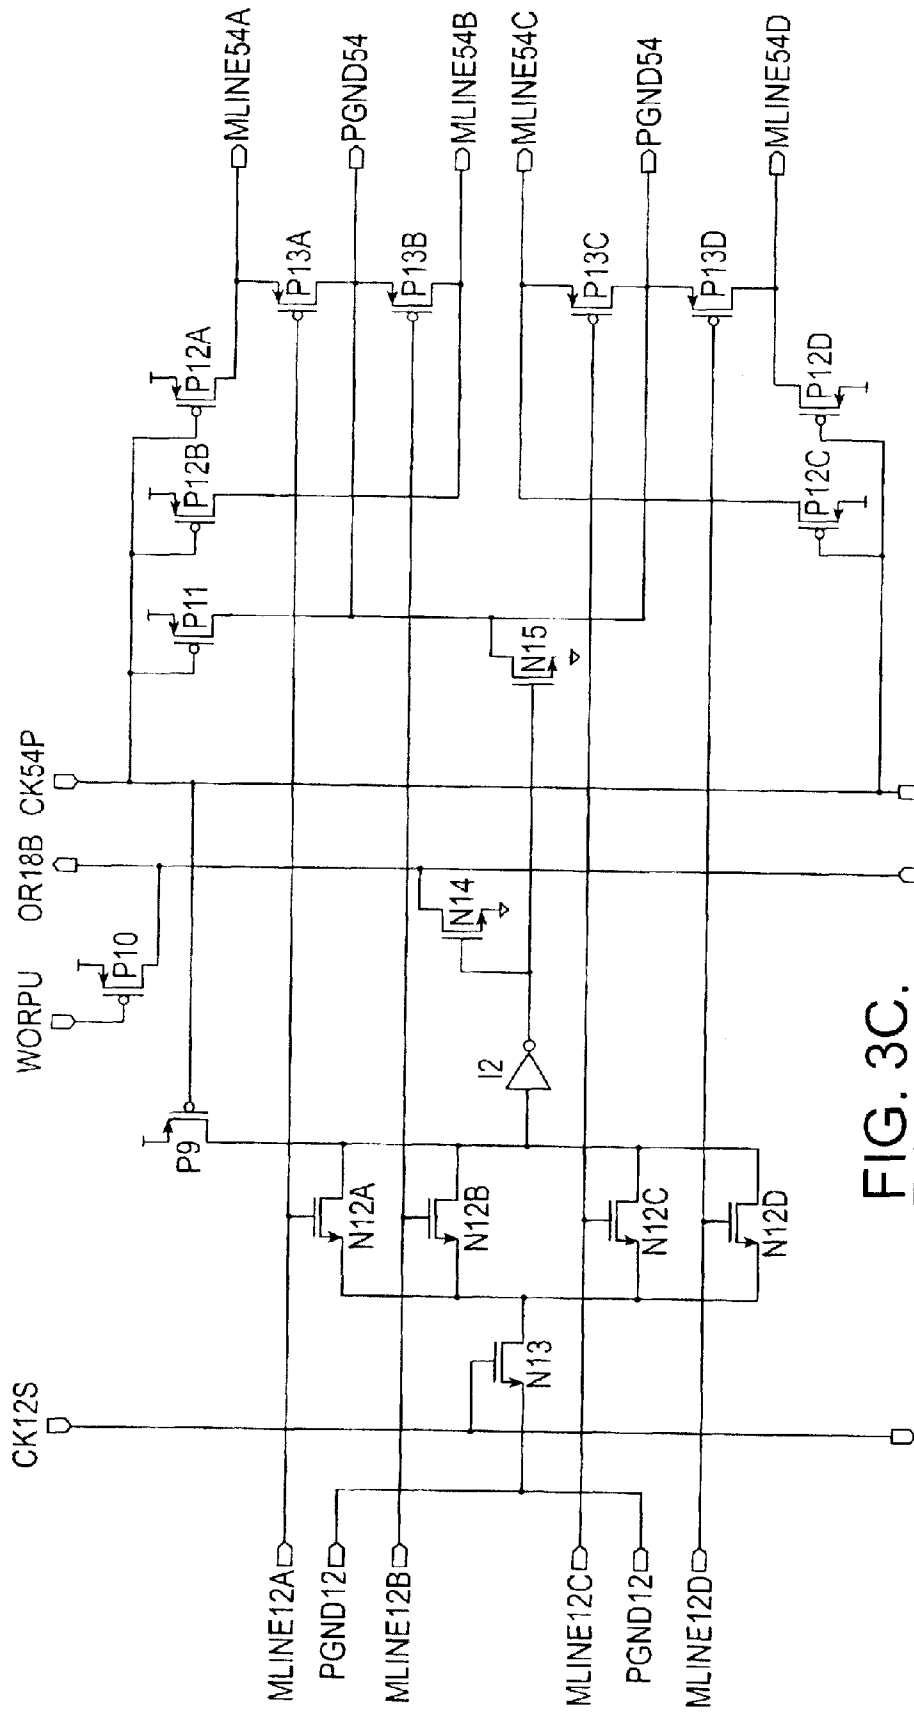 CK12S
WORPU
OR18B
CK54P
P9
P10
P11
P12B
P12A
MLINE54A
MLINE12A
P13A
PGND12
N12A
PGND54
MLINE12B
N14
P13B
N12B
MLINE54B
N13
I2
N15
MLINE54C
MLINE12C
N12C
P13C
PGND12
PGND54
MLINE12D
N12D
P13D
P12C
P12D
MLINE54D
FIG. 3C.